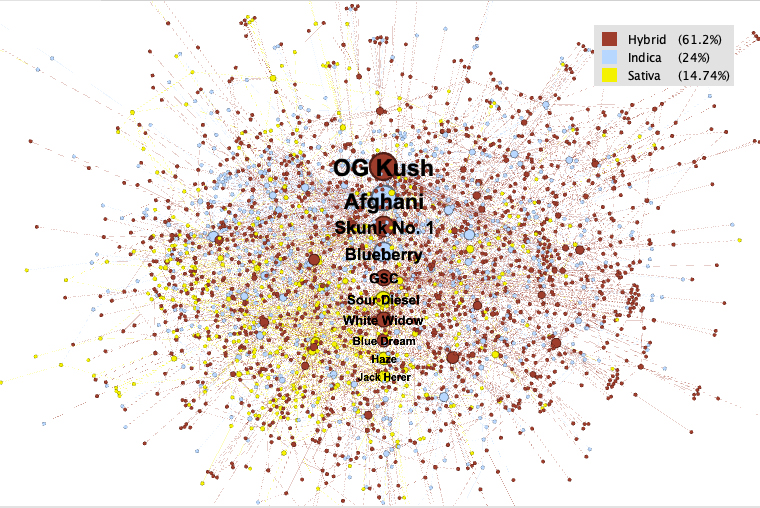 Hybrid (61.2%)
Indica (24%)
Sativa (14.74%)
OG Kush
Afghani
Skunk No. 1
Blueberry
GSC
Sour Diesel
White Widow
Blue Dream
Haze
Jack Herer